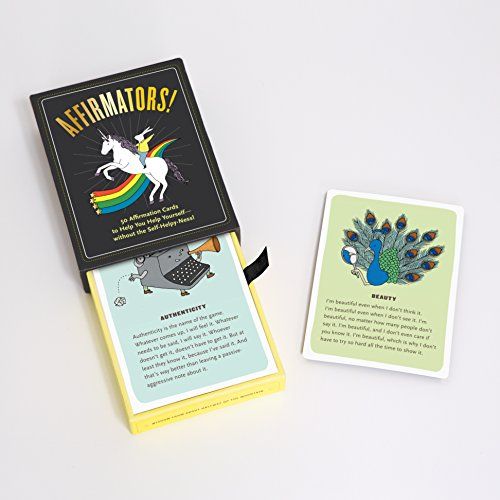 AFFIRMATORS!
50 Affirmation Cards
to Help You Help Yourself—
without the Self-Helpy-Ness!
AUTHENTICITY
Authenticity is the name of the game.
Whatever comes up, I will feel it. Whatever
needs to be said, I will say it. Whoever
doesn't get it, doesn't have to get it. But at
least they know it, because I've said it. And
that's way better than leaving a passive-
aggressive note about it.
BEAUTY
I'm beautiful even when I don't think it.
I'm beautiful even when I don't see it. I'm
beautiful, no matter how many people don't
say it. I'm beautiful, and I don't even care if
you know it. I'm beautiful, which is why I don't
have to try so hard all the time to show it.